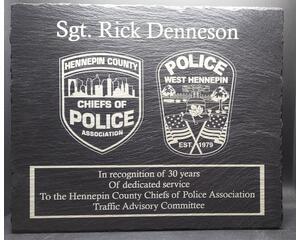 Sgt. Rick Denneson
HENNEPIN COUNTY
CHIEFS OF
POLICE
ASSOCIATION
POLICE
WEST HENNEPIN
EST. 1979
In recognition of 30 years
Of dedicated service
To the Hennepin County Chiefs of Police Association
Traffic Advisory Committee